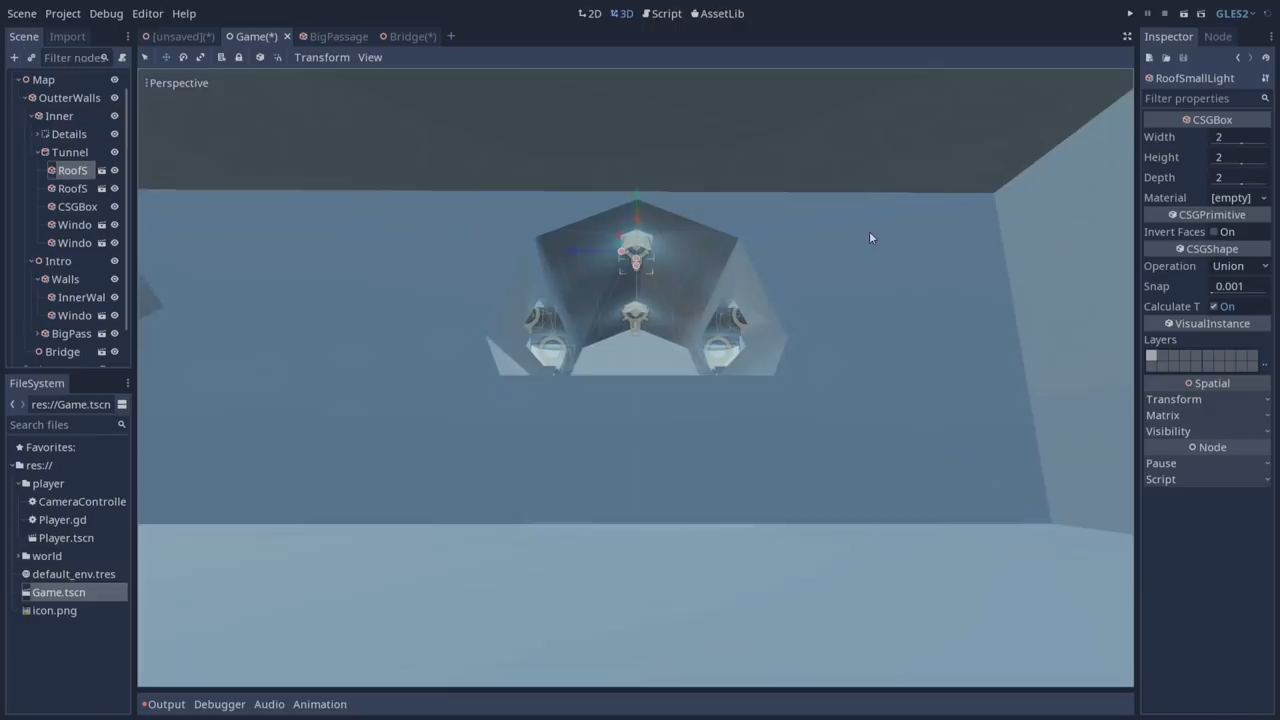 Scene Project Debug Editor Help
2D 3D Script AssetLib
GLES2
Scene Import
[unsaved](*) Game(*) BigPassage Bridge(*)
Inspector Node
Filter nodes
Transform View
Perspective
Map
OutterWalls
Inner
Details
Tunnel
RoofS
RoofS
CSGBox
Windo
Windo
Intro
Walls
InnerWal
Windo
BigPass
Bridge
FileSystem
res://Game.tscn
Search files
Favorites:
res://
player
CameraControlle
Player.gd
Player.tscn
world
default_env.tres
Game.tscn
icon.png
Output Debugger Audio Animation
RoofSmallLight
Filter properties
CSGBox
Width 2
Height 2
Depth 2
Material [empty]
CSGPrimitive
Invert Faces On
CSGShape
Operation Union
Snap 0.001
Calculate T On
VisualInstance
Layers
..
Spatial
Transform
Matrix
Visibility
Node
Pause
Script